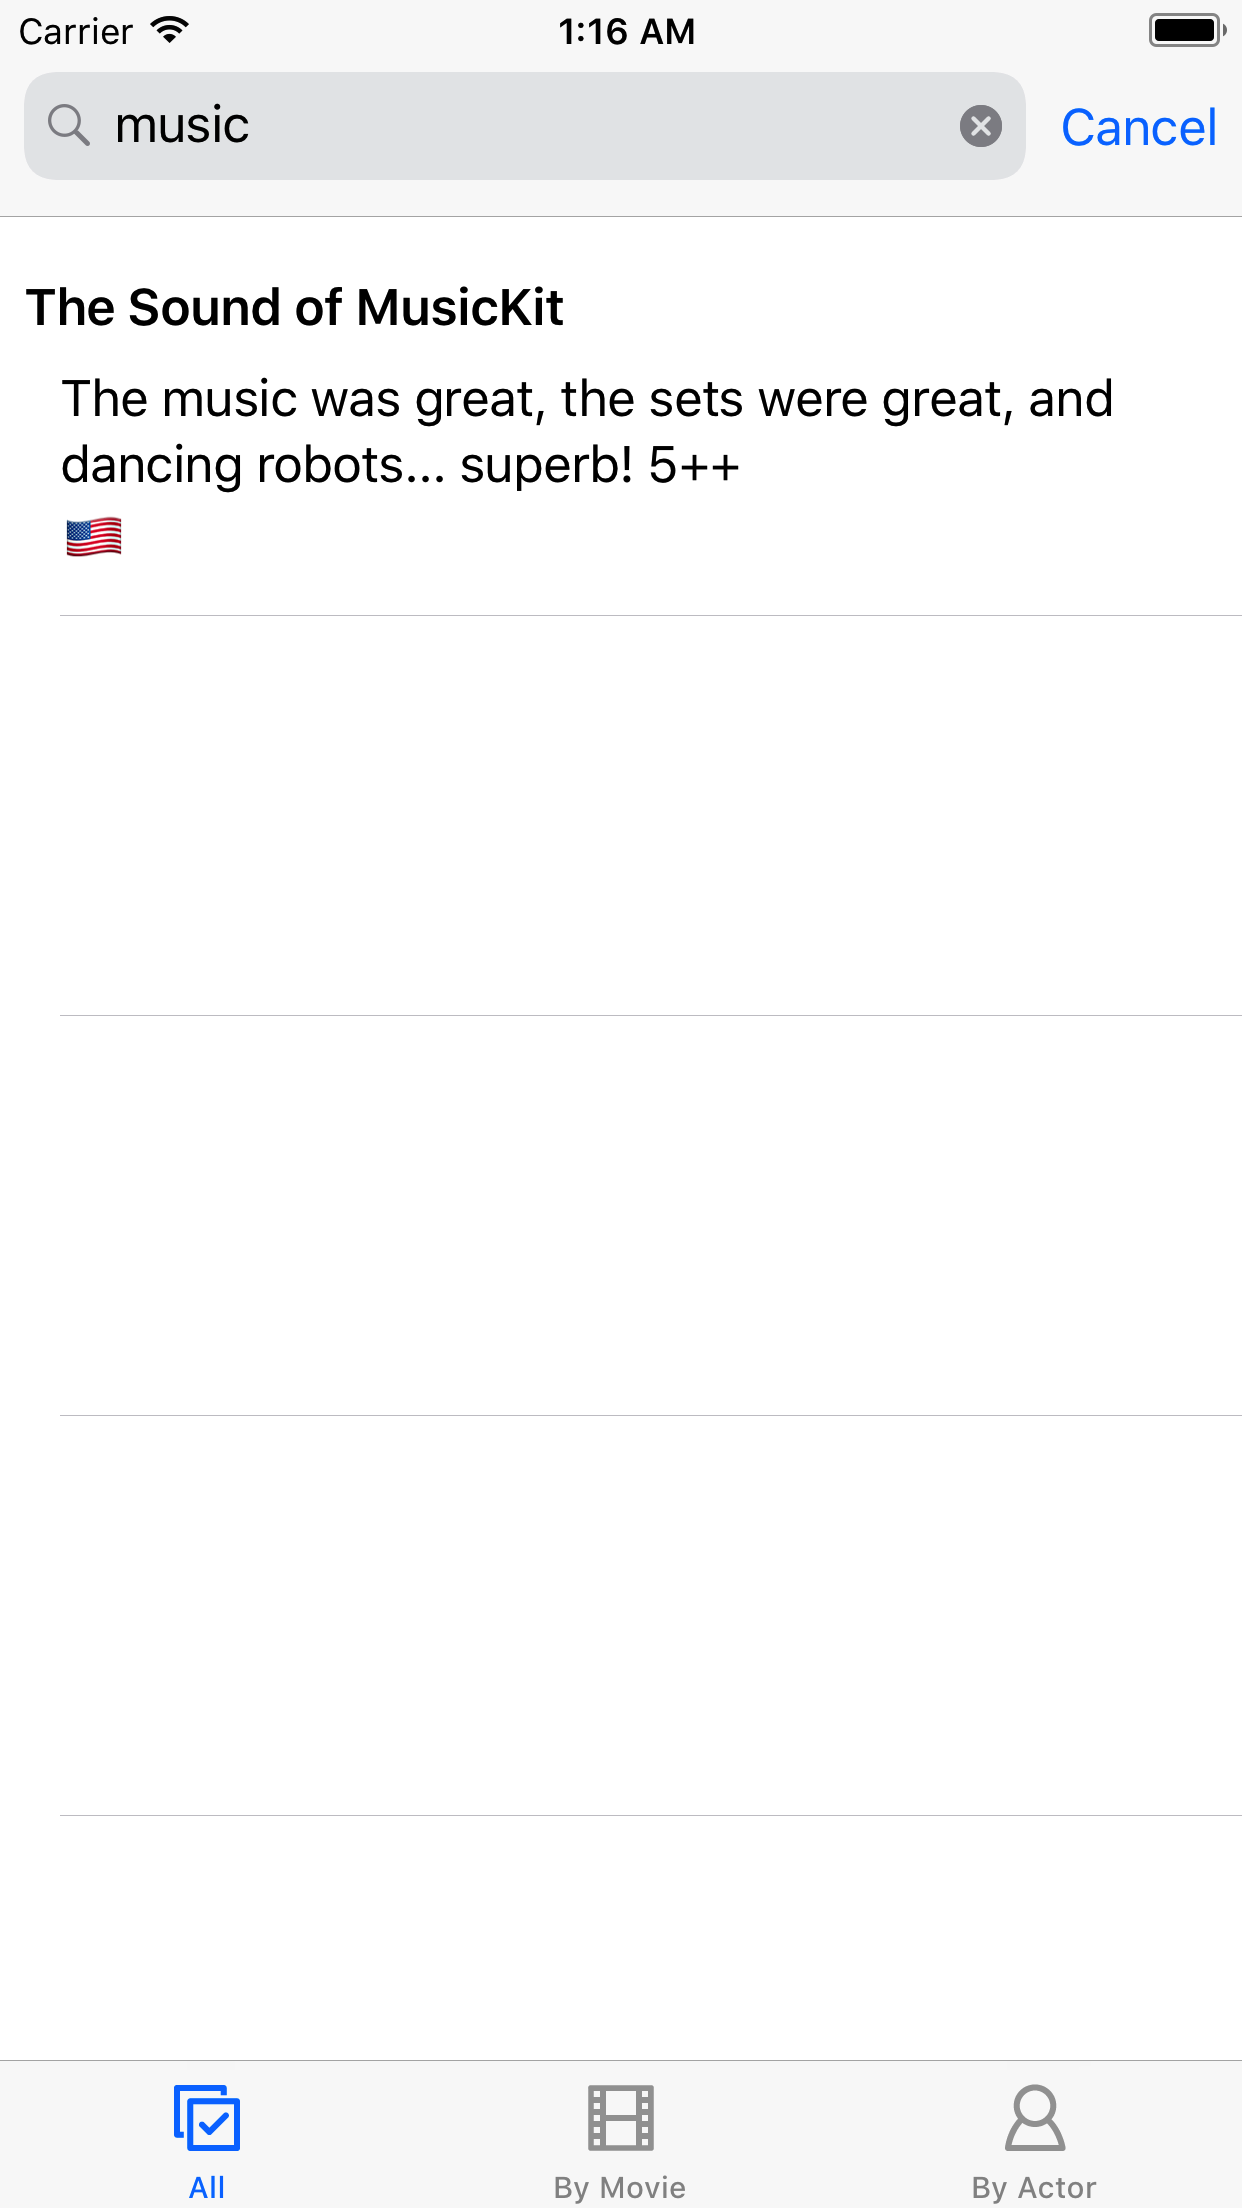 Carrier
1:16 AM
music
Cancel
The Sound of MusicKit
The music was great, the sets were great, and
dancing robots... superb! 5++
🇺🇸
All
By Movie
By Actor